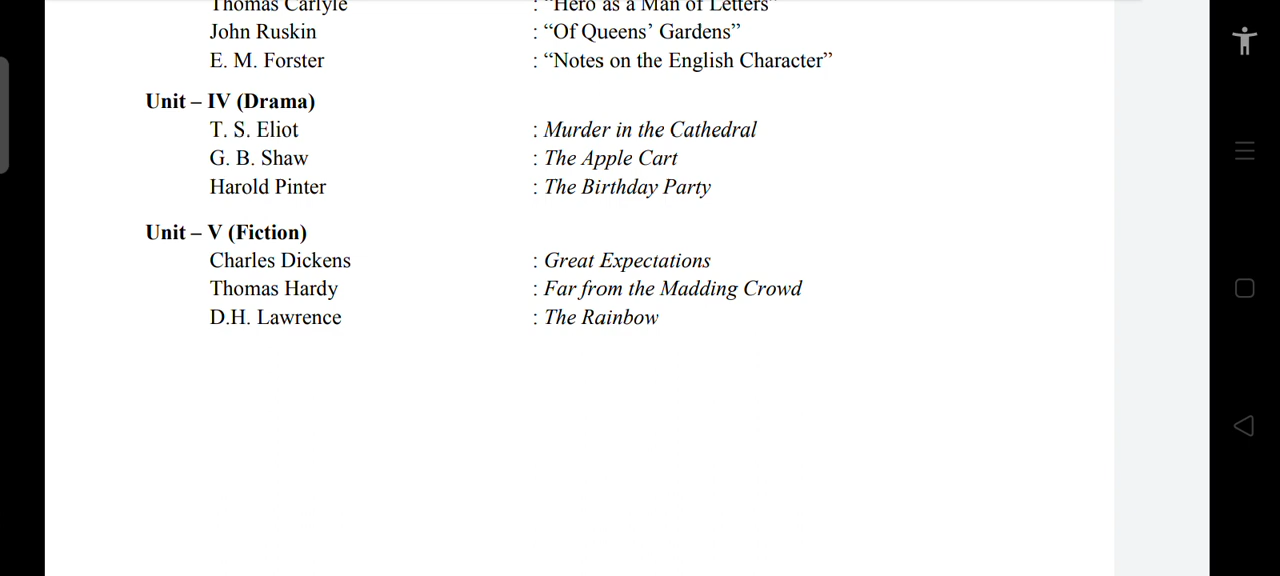 Thomas Carlyle : “Hero as a Man of Letters”
John Ruskin : “Of Queens’ Gardens”
E. M. Forster : “Notes on the English Character”
Unit – IV (Drama)
T. S. Eliot : Murder in the Cathedral
G. B. Shaw : The Apple Cart
Harold Pinter : The Birthday Party
Unit – V (Fiction)
Charles Dickens : Great Expectations
Thomas Hardy : Far from the Madding Crowd
D.H. Lawrence : The Rainbow